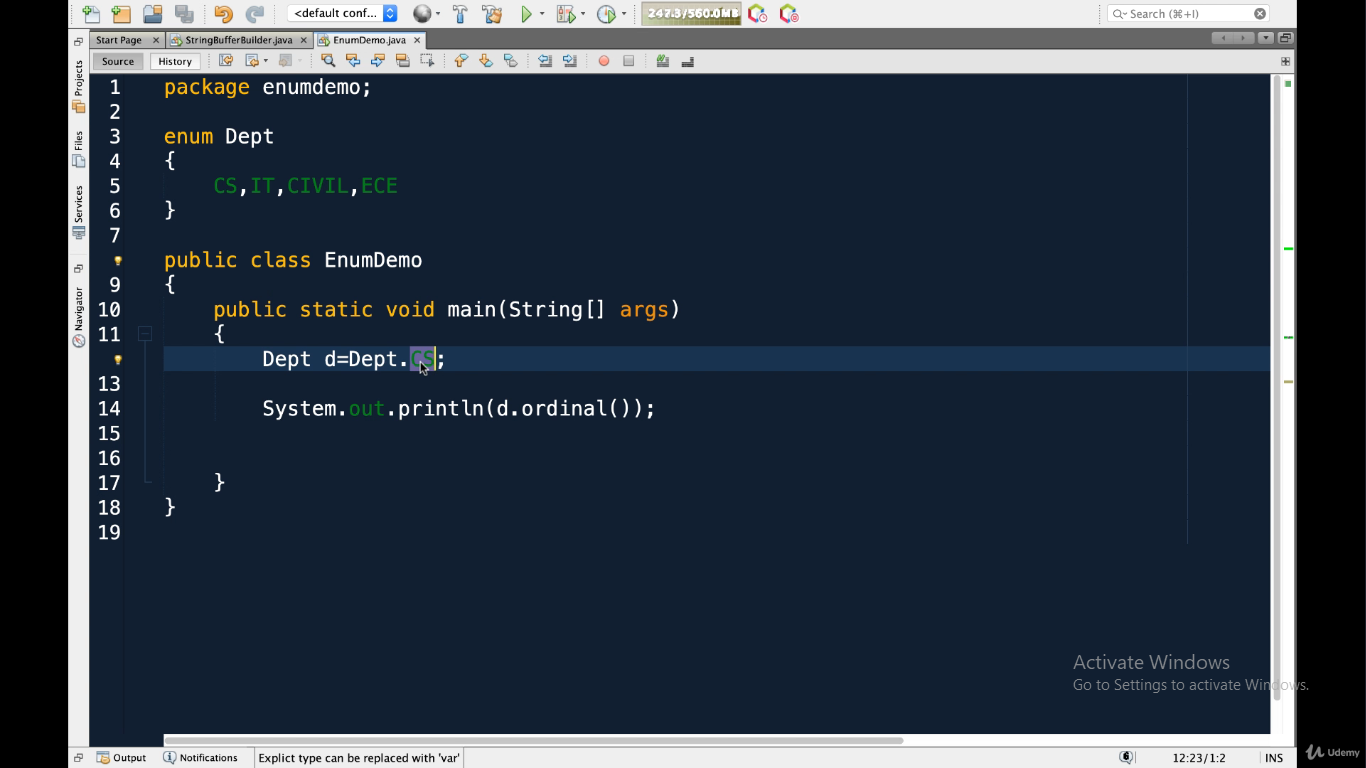 <default conf...
247.3/560.0MB
Search (⌘+I)
Start Page
StringBufferBuilder.java
EnumDemo.java
Source
History
Projects
Files
Services
Navigator
1 package enumdemo;
2
3 enum Dept
4 {
5 CS,IT,CIVIL,ECE
6 }
7
public class EnumDemo
9 {
10 public static void main(String[] args)
11 {
Dept d=Dept.CS;
13
14 System.out.println(d.ordinal());
15
16
17 }
18 }
19
Activate Windows
Go to Settings to activate Windows.
Output
Notifications
Explict type can be replaced with 'var'
12:23/1:2
INS
Udemy